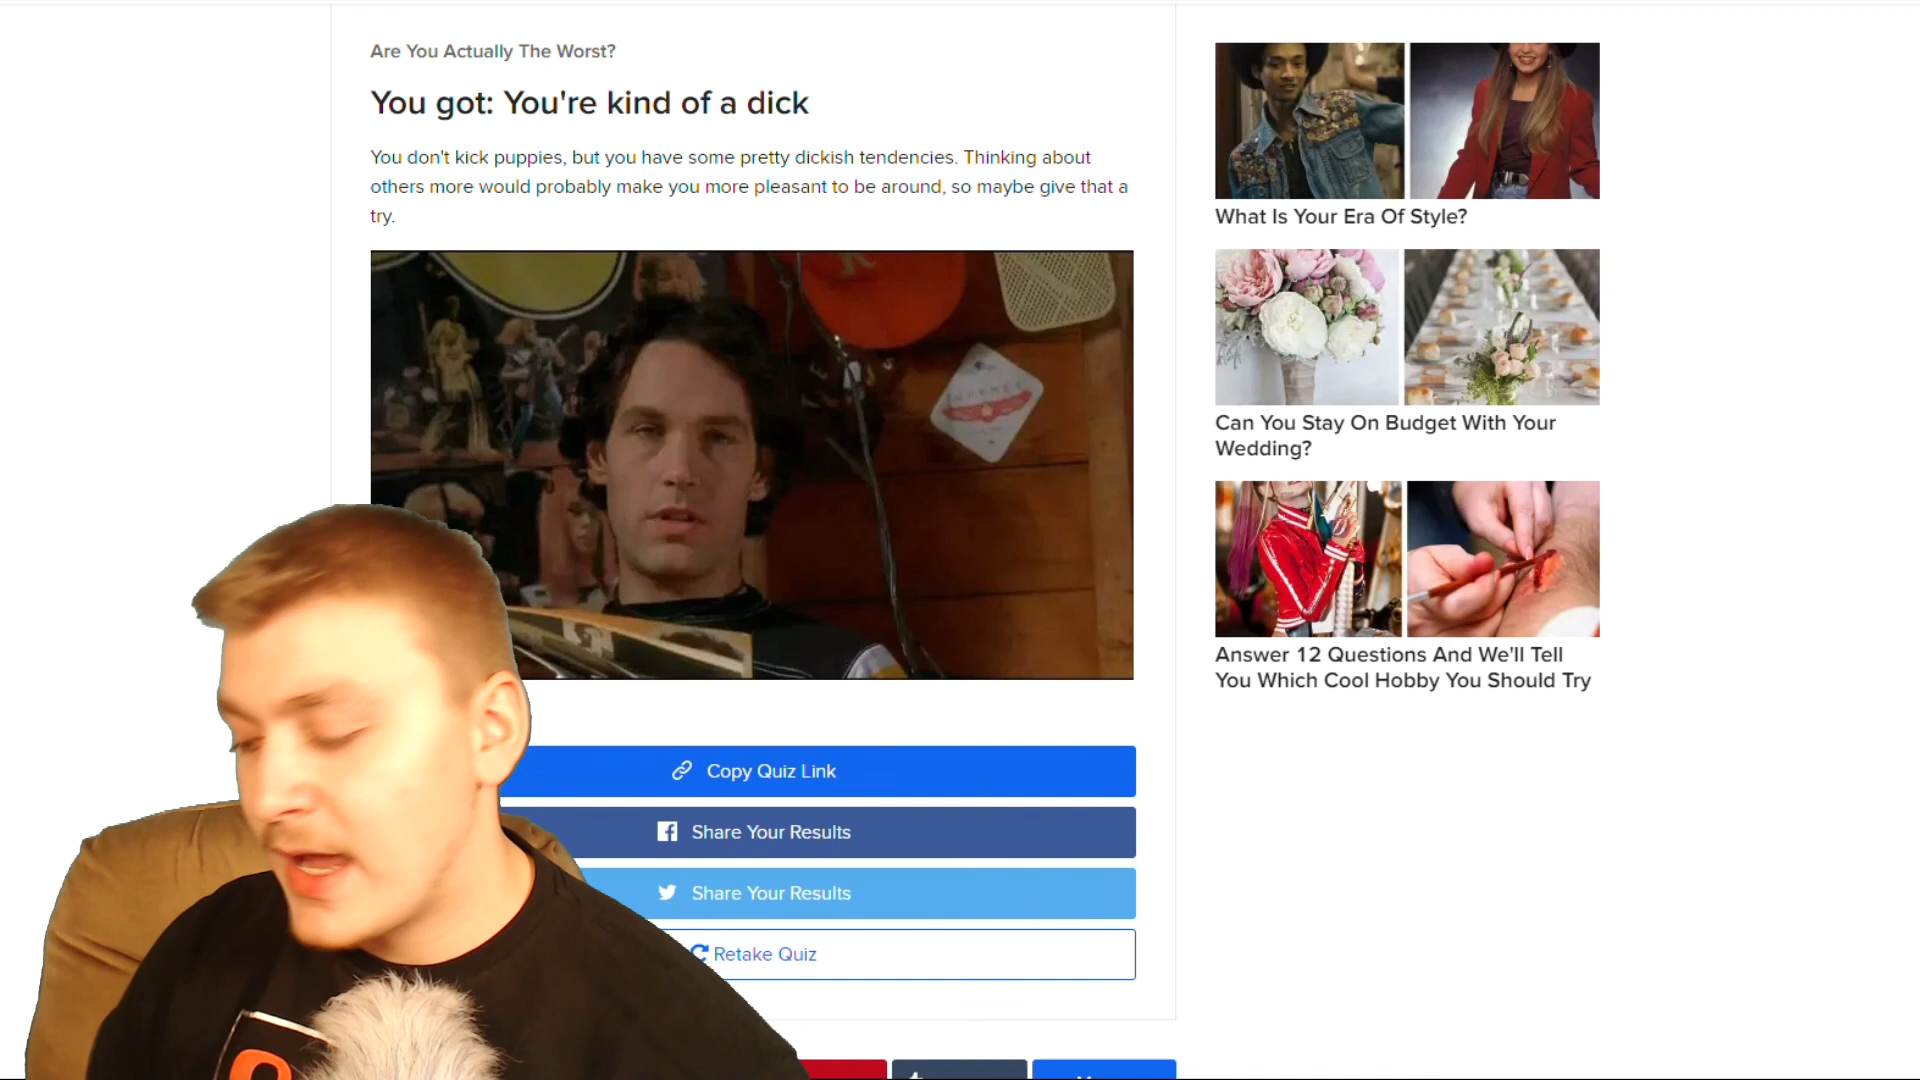 Are You Actually The Worst?
You got: You're kind of a dick
You don't kick puppies, but you have some pretty dickish tendencies. Thinking about
others more would probably make you more pleasant to be around, so maybe give that a
try.
Copy Quiz Link
Share Your Results
Share Your Results
Retake Quiz
What Is Your Era Of Style?
Can You Stay On Budget With Your
Wedding?
Answer 12 Questions And We'll Tell
You Which Cool Hobby You Should Try